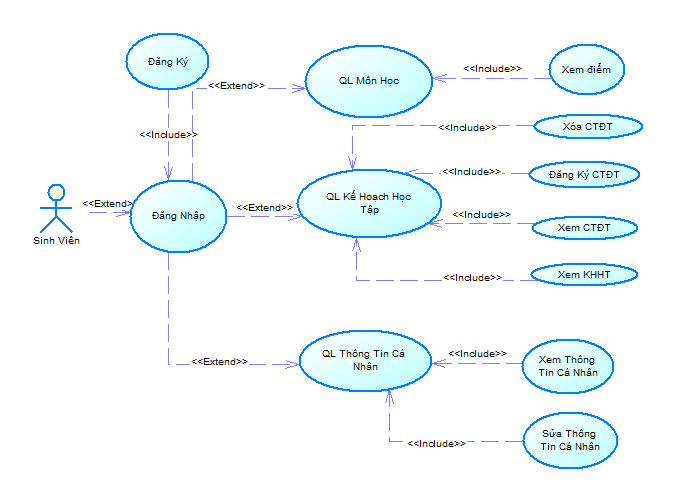 Đăng Ký
<<Extend>>
QL Môn Học
<<Include>>
Xem điểm
<<Include>>
<<Include>>
Xóa CTĐT
<<Include>>
Đăng Ký CTĐT
Sinh Viên
<<Extend>>
Đăng Nhập
<<Extend>>
QL Kế Hoạch Học
Tập
<<Include>>
Xem CTĐT
<<Include>>
Xem KHHT
<<Extend>>
QL Thông Tin Cá
Nhân
<<Include>>
Xem Thông
Tin Cá Nhân
<<Include>>
Sửa Thông
Tin Cá Nhân